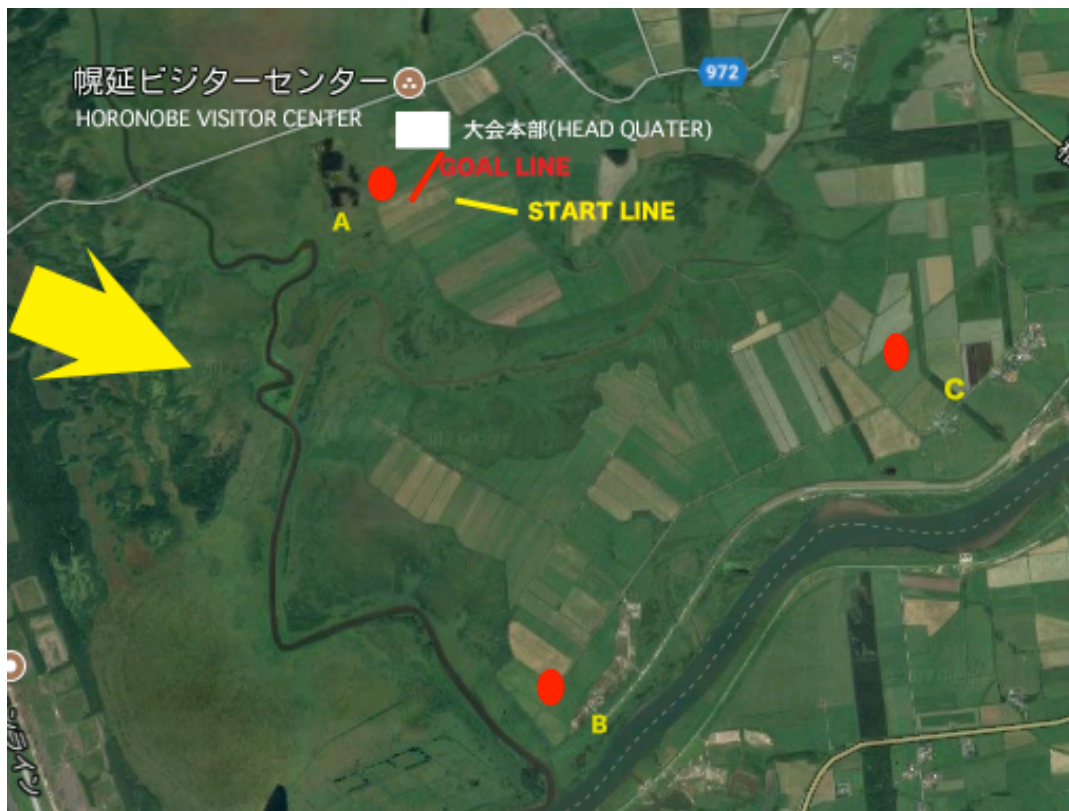 幌延ビジターセンター
HORONOBE VISITOR CENTER
972
大会本部(HEAD QUATER)
GOAL LINE
START LINE
A
C
B